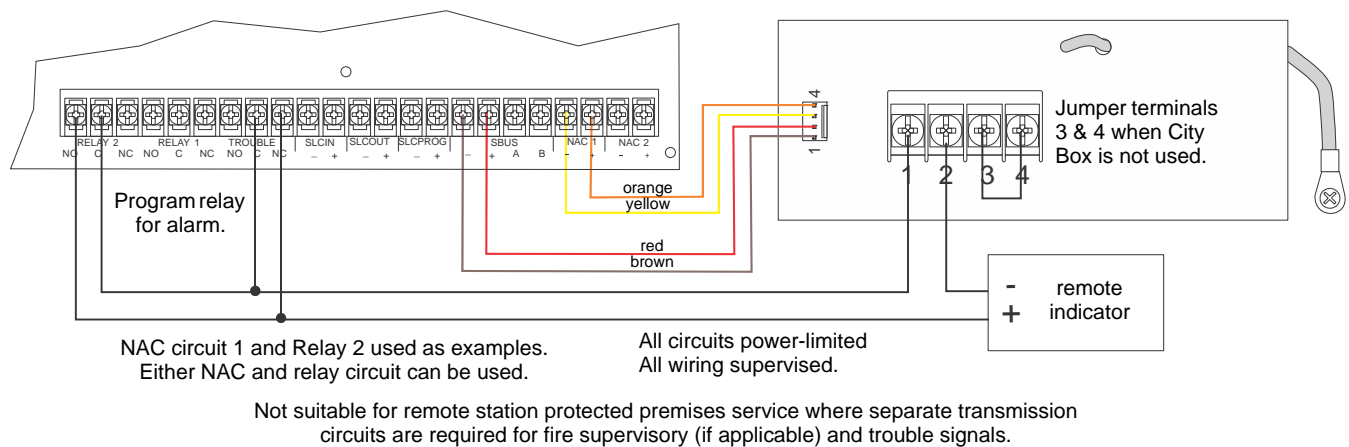 RELAY 2 RELAY 1 TROUBLE SLCIN SLCOUT SLCPROG SBUS NAC 1 NAC 2
NO C NC NO C NC NO C NC – + – + – + – + A B - + - +
4
1
1 2 3 4
Jumper terminals
3 & 4 when City
Box is not used.
Program relay
for alarm.
orange
yellow
red
brown
-
+
remote
indicator
NAC circuit 1 and Relay 2 used as examples.
Either NAC and relay circuit can be used.
All circuits power-limited
All wiring supervised.
Not suitable for remote station protected premises service where separate transmission
circuits are required for fire supervisory (if applicable) and trouble signals.